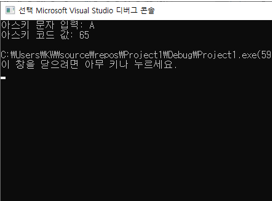 선택 Microsoft Visual Studio 디버그 콘솔
아스키 문자 입력: A
아스키 코드 값: 65
C:₩Users₩KW₩source₩repos₩Project1₩Debug₩Project1.exe(59
이 창을 닫으려면 아무 키나 누르세요.